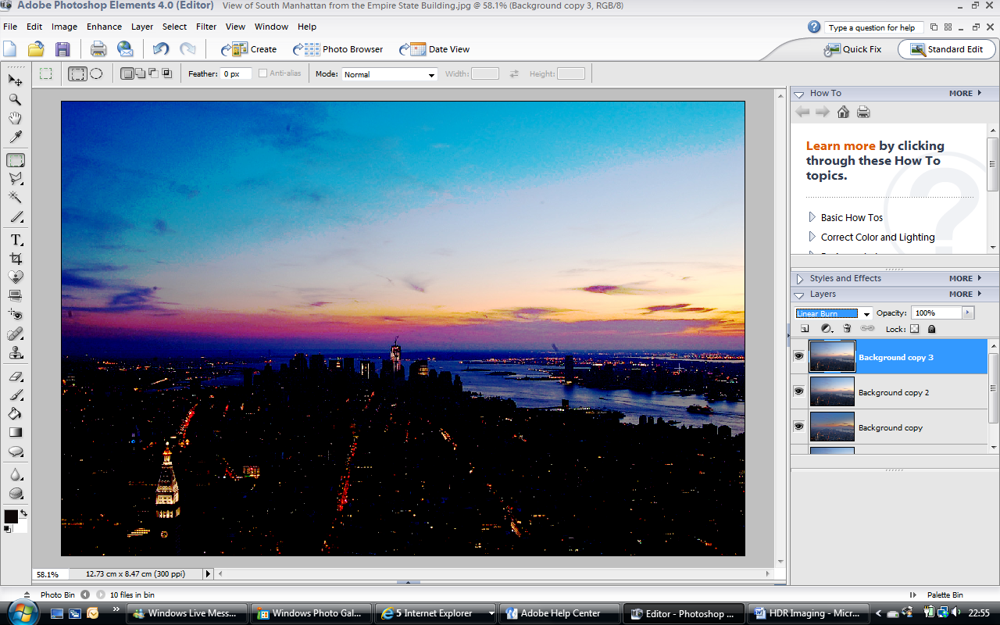 Adobe Photoshop Elements 4.0 (Editor) View of South Manhattan from the Empire State Building.jpg @ 58.1% (Background copy 3, RGB/8)
File Edit Image Enhance Layer Select Filter View Window Help
Type a question for help
Create Photo Browser Date View
Quick Fix Standard Edit
Feather: 0 px Anti-alias Mode: Normal Width: Height:
How To MORE
Learn more by clicking
through these How To
topics.
Basic How Tos
Correct Color and Lighting
Styles and Effects MORE
Layers MORE
Linear Burn Opacity: 100%
Lock:
Background copy 3
Background copy 2
Background copy
58.1% 12.73 cm x 8.47 cm (300 ppi)
Photo Bin 10 files in bin Palette Bin
Windows Live Mess... Windows Photo Gal... 5 Internet Explorer Adobe Help Center Editor - Photoshop ... HDR Imaging - Micr... 22:55